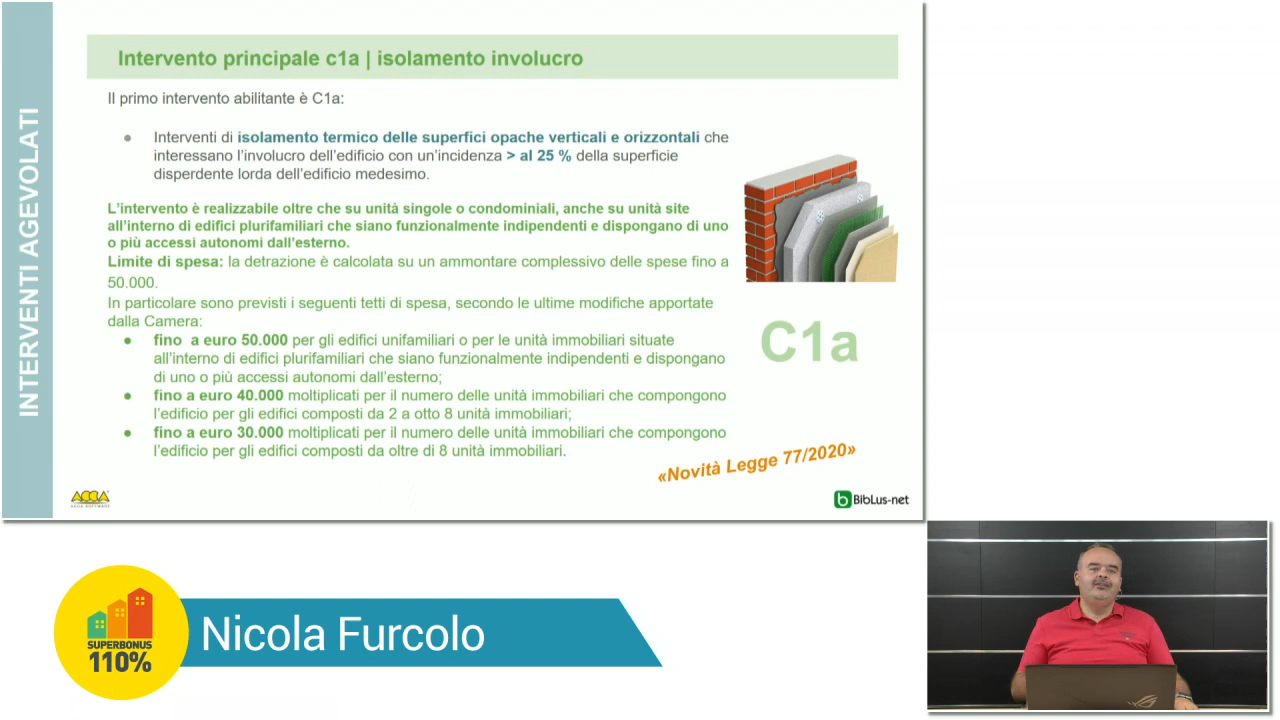 INTERVENTI AGEVOLATI
Intervento principale c1a | isolamento involucro
Il primo intervento abilitante è C1a:
● Interventi di isolamento termico delle superfici opache verticali e orizzontali che
interessano l'involucro dell'edificio con un'incidenza > al 25 % della superficie
disperdente lorda dell'edificio medesimo.
L'intervento è realizzabile oltre che su unità singole o condominiali, anche su unità site
all'interno di edifici plurifamiliari che siano funzionalmente indipendenti e dispongano di uno
o più accessi autonomi dall'esterno.
Limite di spesa: la detrazione è calcolata su un ammontare complessivo delle spese fino a
50.000.
In particolare sono previsti i seguenti tetti di spesa, secondo le ultime modifiche apportate
dalla Camera:
● fino a euro 50.000 per gli edifici unifamiliari o per le unità immobiliari situate
all'interno di edifici plurifamiliari che siano funzionalmente indipendenti e dispongano
di uno o più accessi autonomi dall'esterno;
● fino a euro 40.000 moltiplicati per il numero delle unità immobiliari che compongono
l'edificio per gli edifici composti da 2 a otto 8 unità immobiliari;
● fino a euro 30.000 moltiplicati per il numero delle unità immobiliari che compongono
l'edificio per gli edifici composti da oltre di 8 unità immobiliari.
C1a
«Novità Legge 77/2020»
ACCA
ACCA SOFTWARE
b BibLus-net
SUPERBONUS
110%
Nicola Furcolo